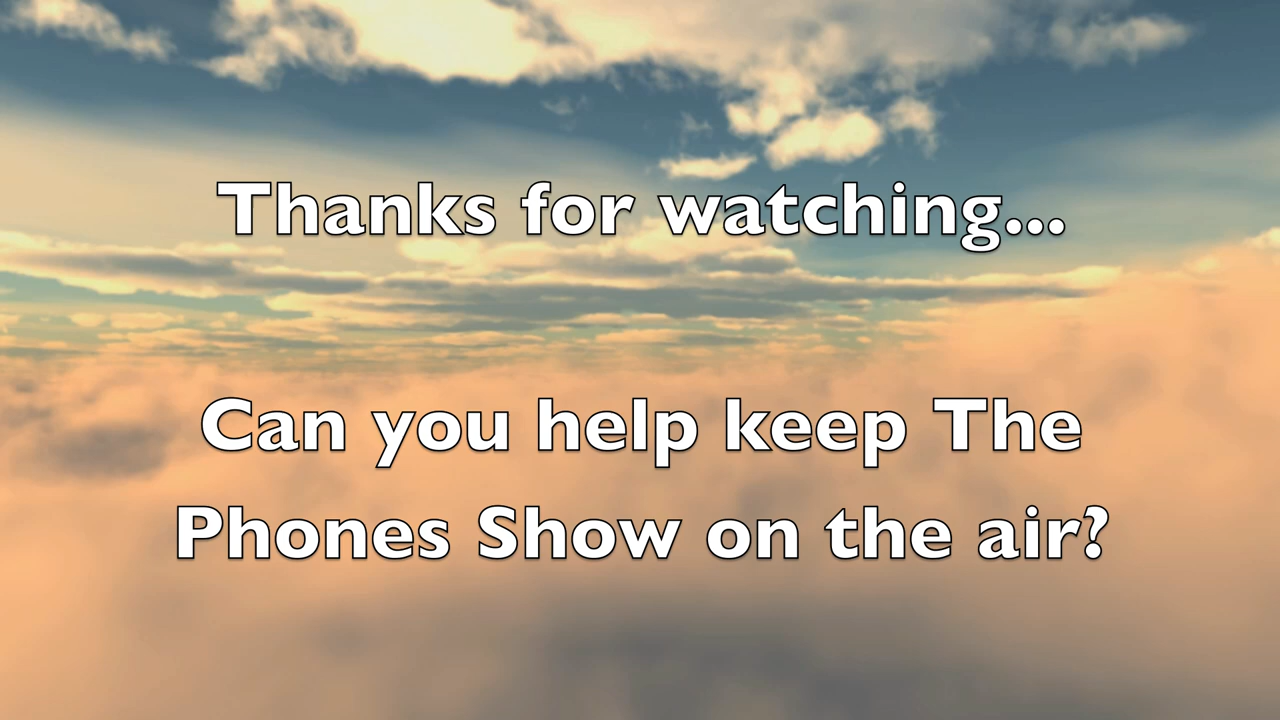 Thanks for watching...
Can you help keep The
Phones Show on the air?